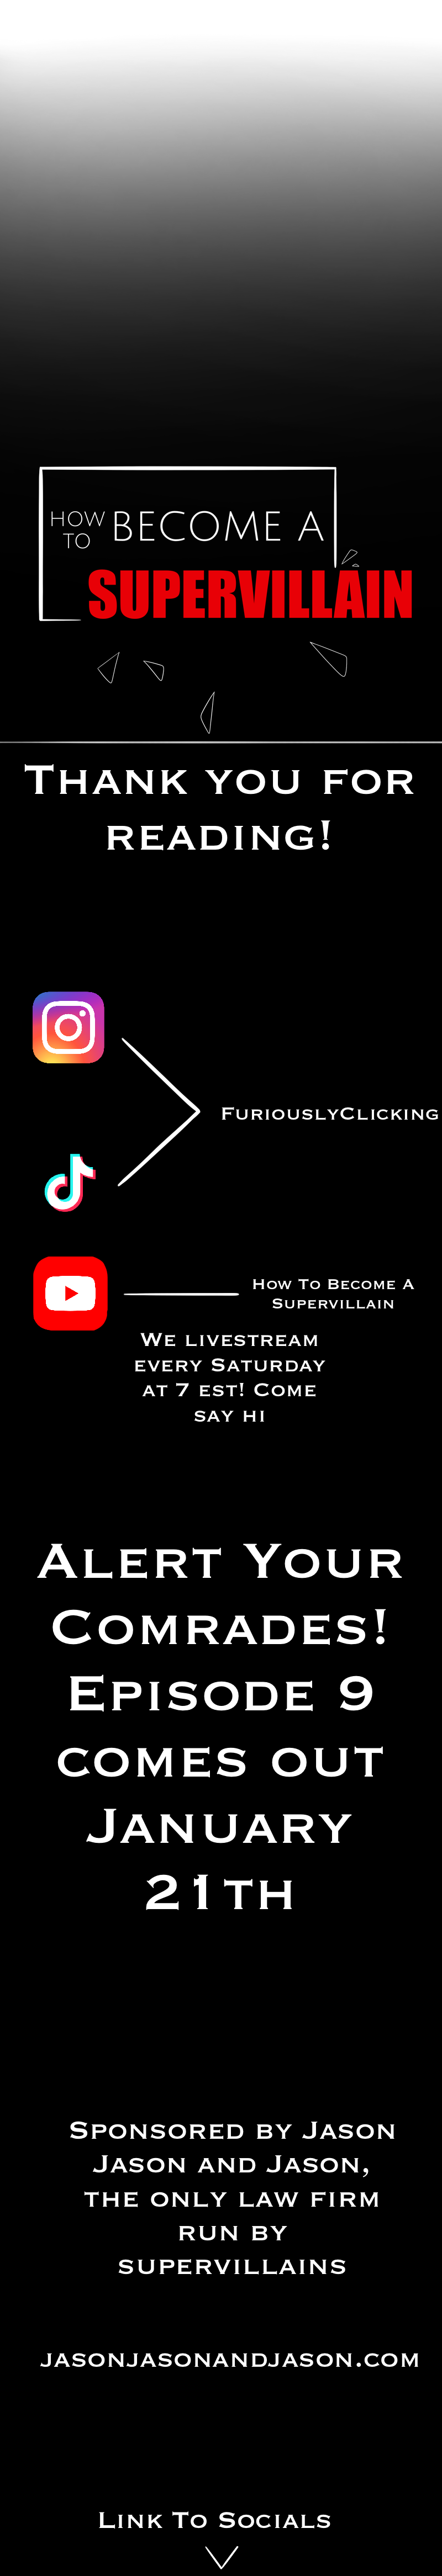 HOW TO BECOME A
SUPERVILLAIN
Thank you for
reading!
FuriouslyClicking
How To Become A
Supervillain
We livestream
every Saturday
at 7 est! Come
say hi
Alert Your
Comrades!
Episode 9
comes out
January
21th
Sponsored by Jason
Jason and Jason,
the only law firm
run by
supervillains
jasonjasonandjason.com
Link To Socials